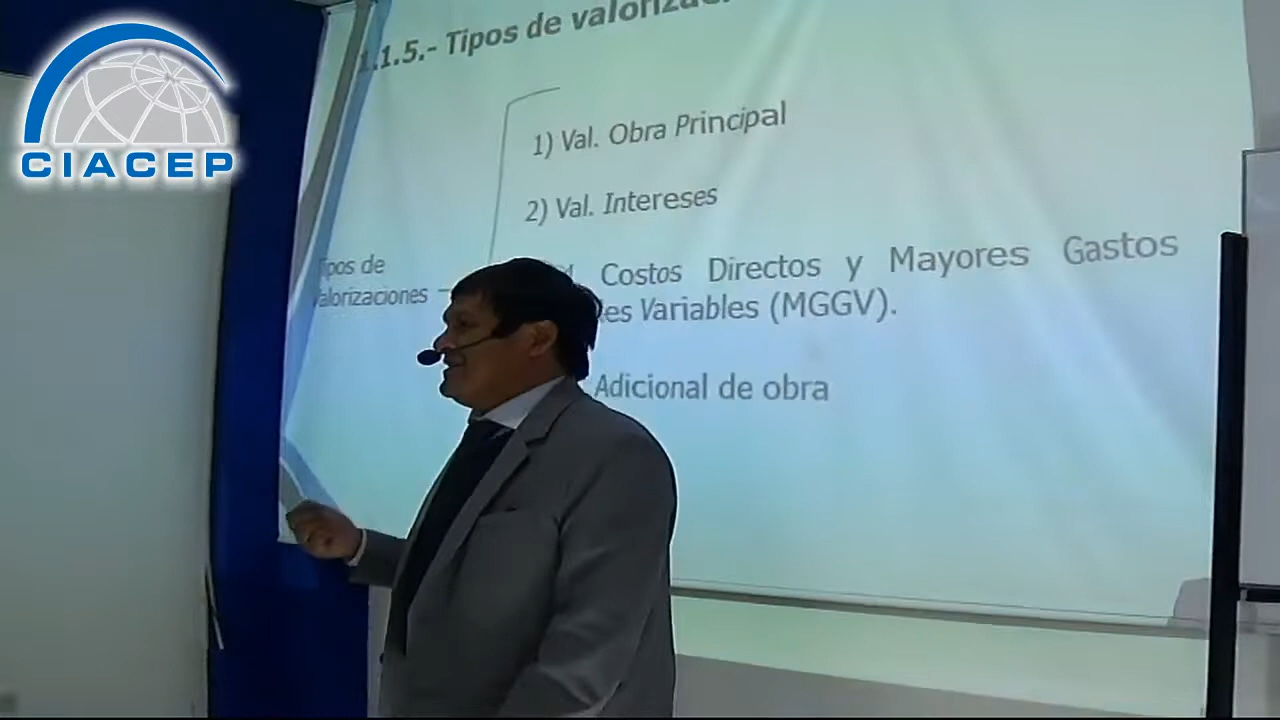 CIACEP
1.1.5.- Tipos de
1) Val. Obra Principal
2) Val. Intereses
Costos Directos y Mayores Gastos
Variables (MGGV).
Adicional de obra
Tipos de
Valorizaciones